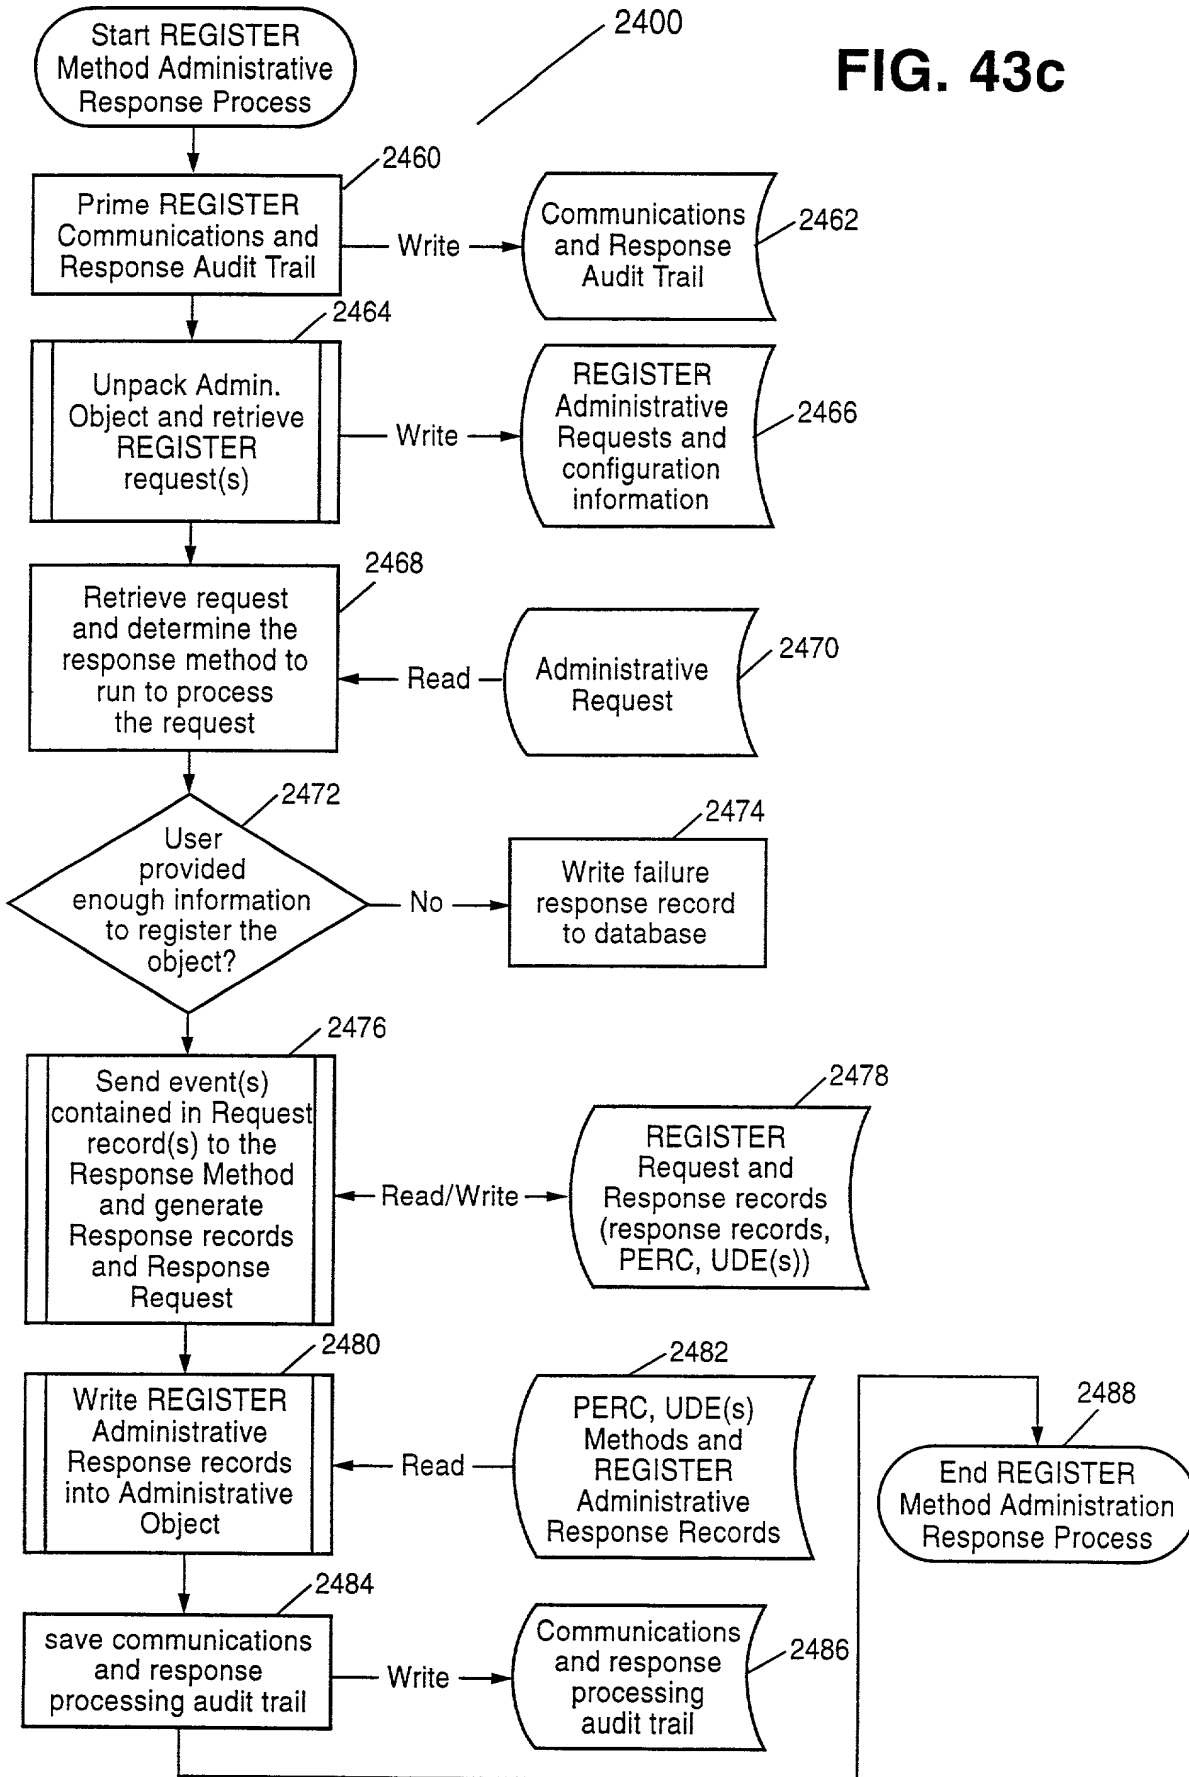 Start REGISTER
Method Administrative
Response Process
2400
FIG. 43c
2460
Prime REGISTER
Communications and
Response Audit Trail
Write
Communications
and Response
Audit Trail
2462
2464
Unpack Admin.
Object and retrieve
REGISTER
request(s)
Write
REGISTER
Administrative
Requests and
configuration
information
2466
2468
Retrieve request
and determine the
response method to
run to process
the request
Read
Administrative
Request
2470
2472
User
provided
enough information
to register the
object?
No
2474
Write failure
response record
to database
2476
Send event(s)
contained in Request
record(s) to the
Response Method
and generate
Response records
and Response
Request
Read/Write
2478
REGISTER
Request and
Response records
(response records,
PERC, UDE(s))
2480
Write REGISTER
Administrative
Response records
into Administrative
Object
Read
2482
PERC, UDE(s)
Methods and
REGISTER
Administrative
Response Records
2484
save communications
and response
processing audit trail
Write
Communications
and response
processing
audit trail
2486
2488
End REGISTER
Method Administration
Response Process